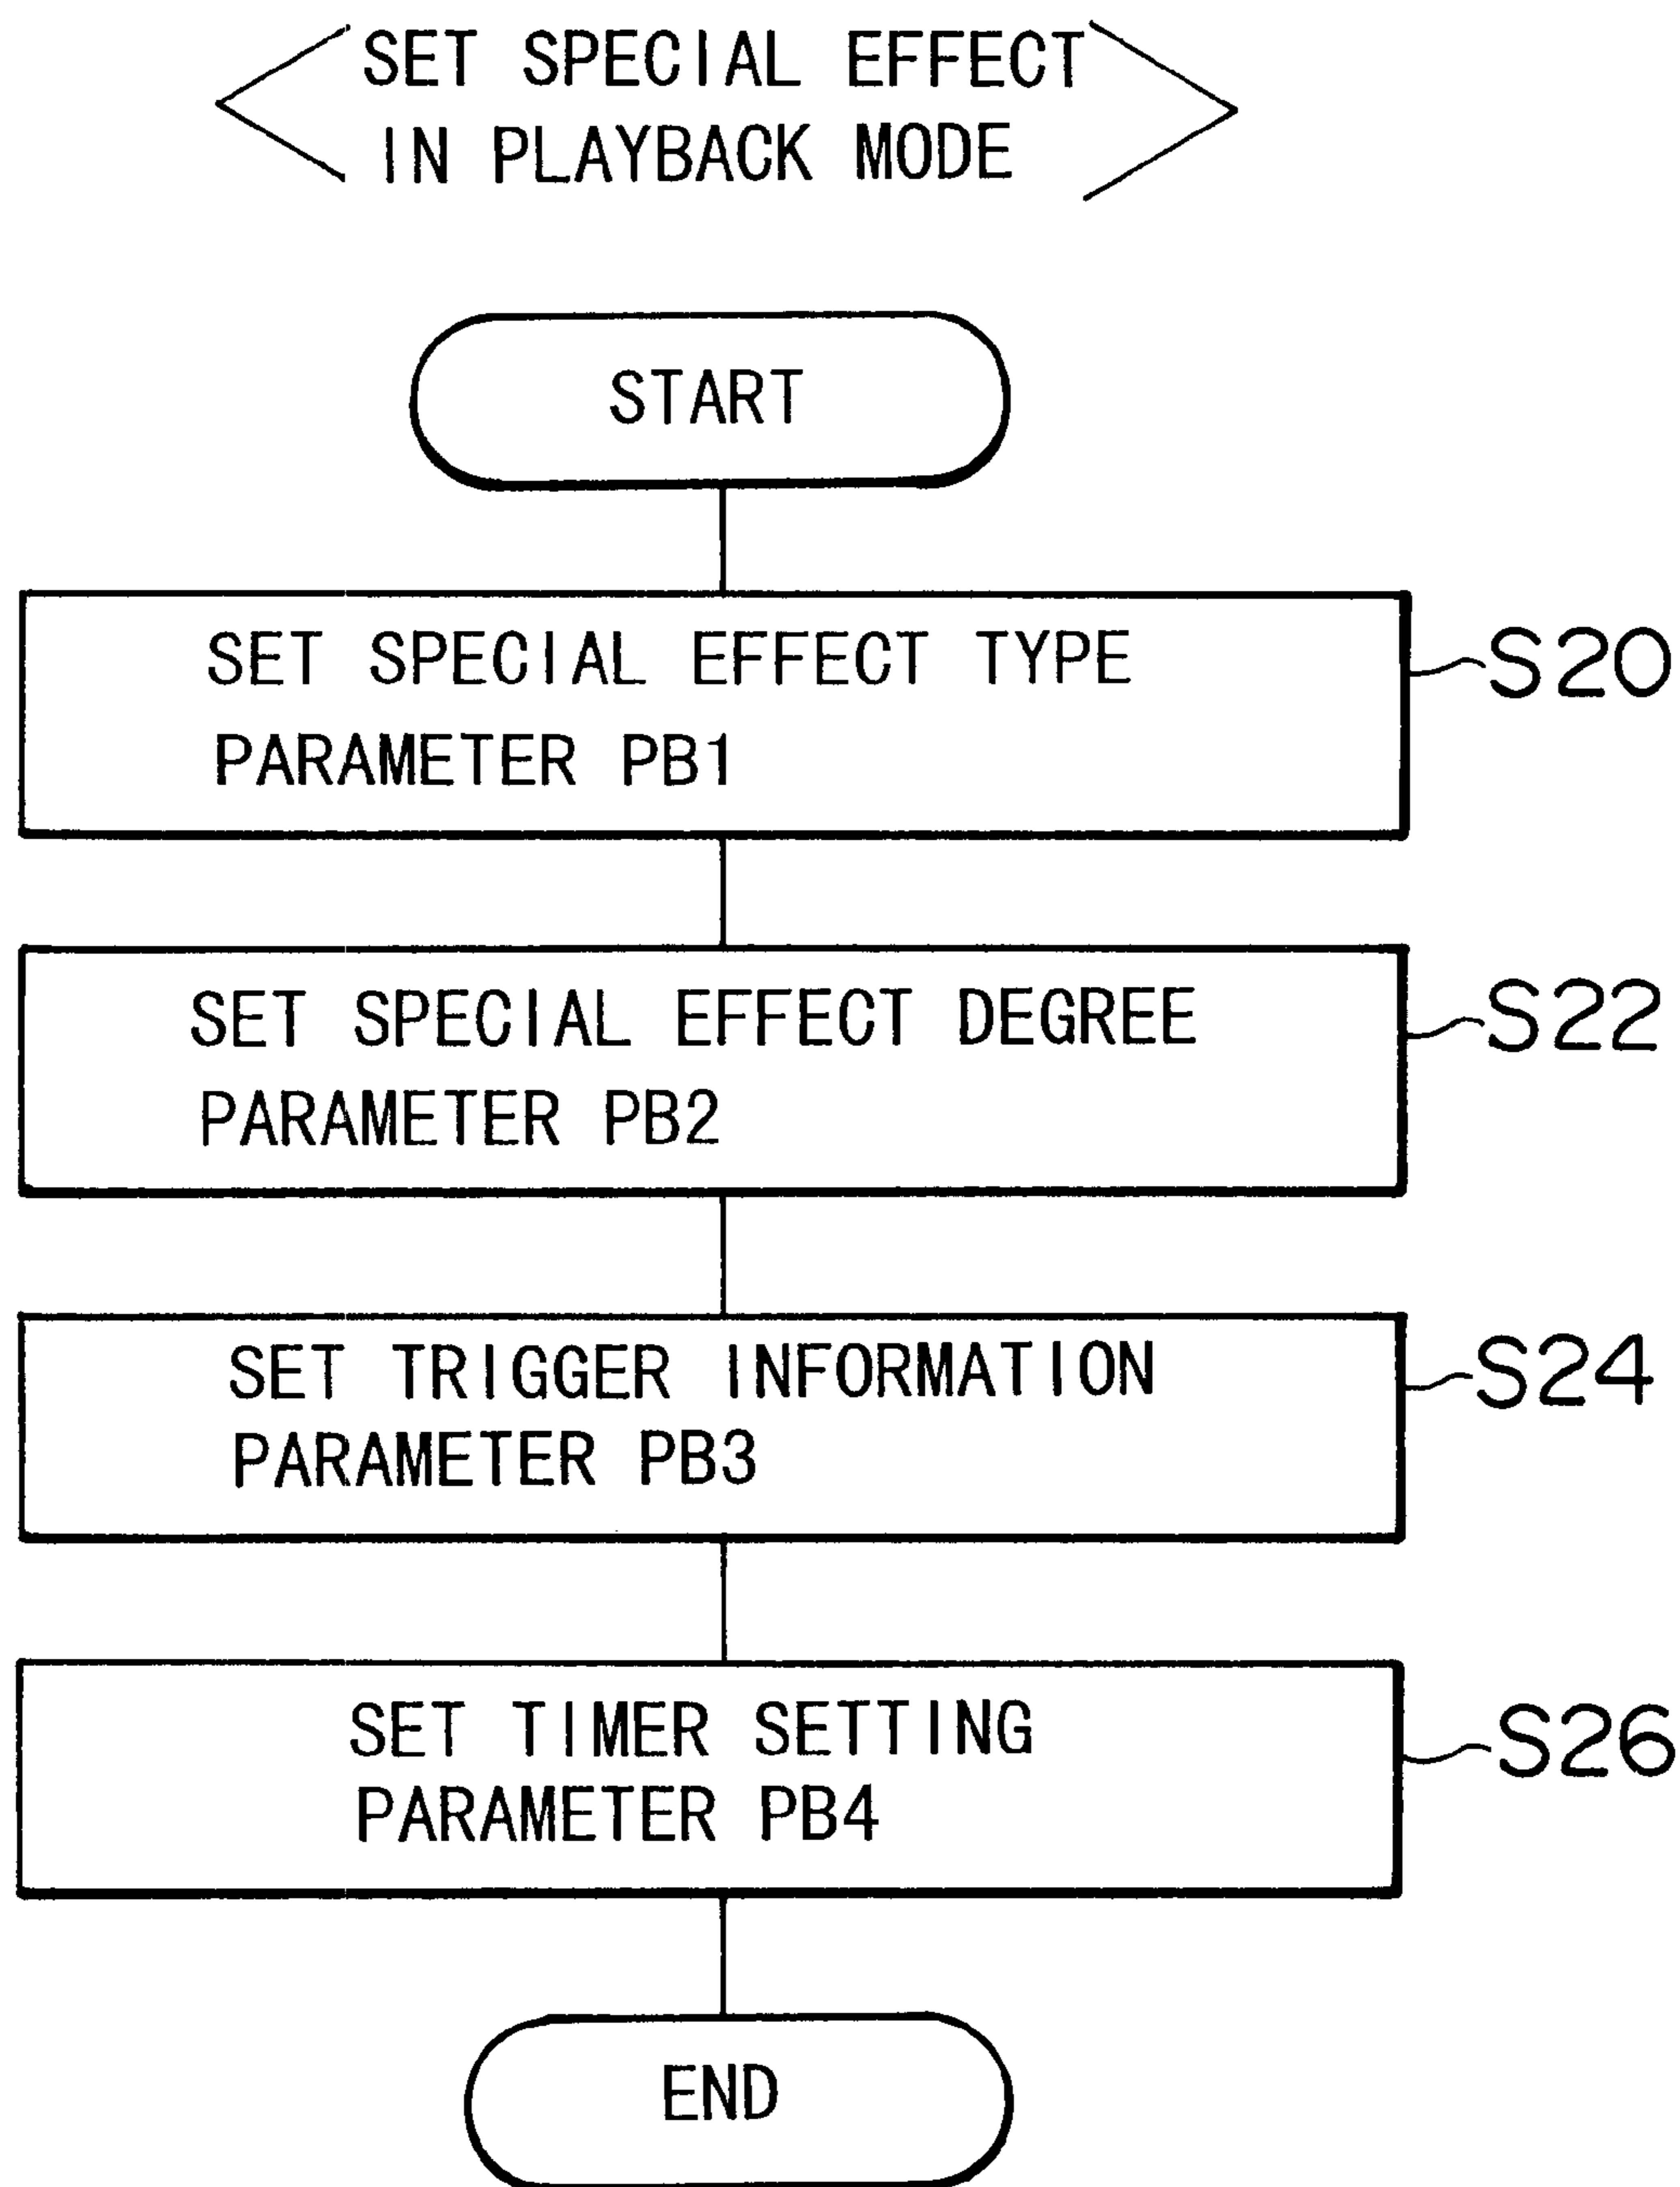 SET SPECIAL EFFECT
IN PLAYBACK MODE
START
SET SPECIAL EFFECT TYPE
PARAMETER PB1
S20
SET SPECIAL EFFECT DEGREE
PARAMETER PB2
S22
SET TRIGGER INFORMATION
PARAMETER PB3
S24
SET TIMER SETTING
PARAMETER PB4
S26
END